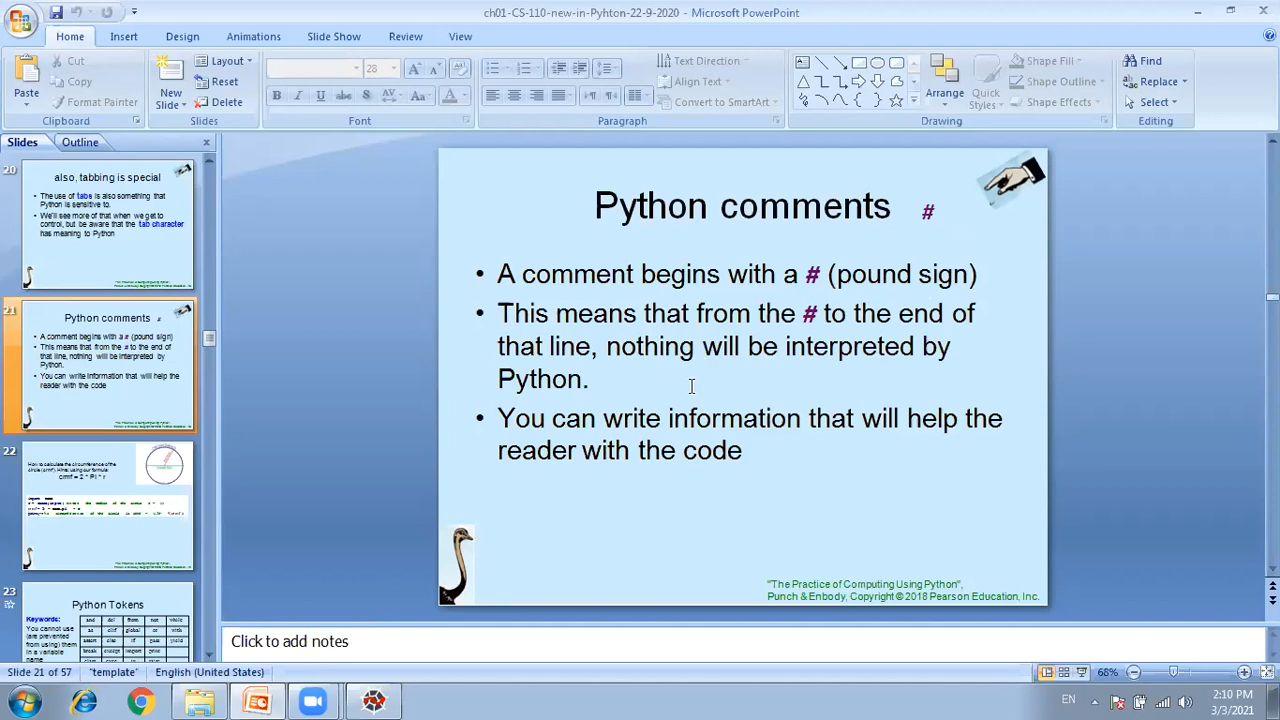 ch01-CS-110-new-in-Pyhton-22-9-2020 - Microsoft PowerPoint
Home Insert Design Animations Slide Show Review View
Paste
Cut
Copy
Format Painter
Clipboard
New Slide
Layout
Reset
Delete
Slides
28
B I U abe S AV Aa A
Font
Text Direction
Align Text
Convert to SmartArt
Paragraph
Arrange
Quick Styles
Shape Fill
Shape Outline
Shape Effects
Drawing
Find
Replace
Select
Editing
Slides Outline
20
also, tabbing is special
• The use of tabs is also something that
Python is sensitive to.
• We'll see more of that when we get to
control, but be aware that the tab character
has meaning to Python
21
Python comments #
• A comment begins with a # (pound sign)
• This means that from the # to the end of
that line, nothing will be interpreted by
Python.
• You can write information that will help the
reader with the code
22
How to calculate the circumference of the
circle (crmf)? Hints: using our formula:
crmf = 2 * PI * r
23
Python Tokens
Keywords:
You cannot use
(are prevented
from using) them
in a variable
name
and del from not while
as elif global or with
assert else if pass yield
break except import print
Python comments #
• A comment begins with a # (pound sign)
• This means that from the # to the end of
that line, nothing will be interpreted by
Python.
• You can write information that will help the
reader with the code
"The Practice of Computing Using Python",
Punch & Enbody, Copyright © 2018 Pearson Education, Inc.
Click to add notes
Slide 21 of 57 "template" English (United States) 68%
EN
2:10 PM
3/3/2021